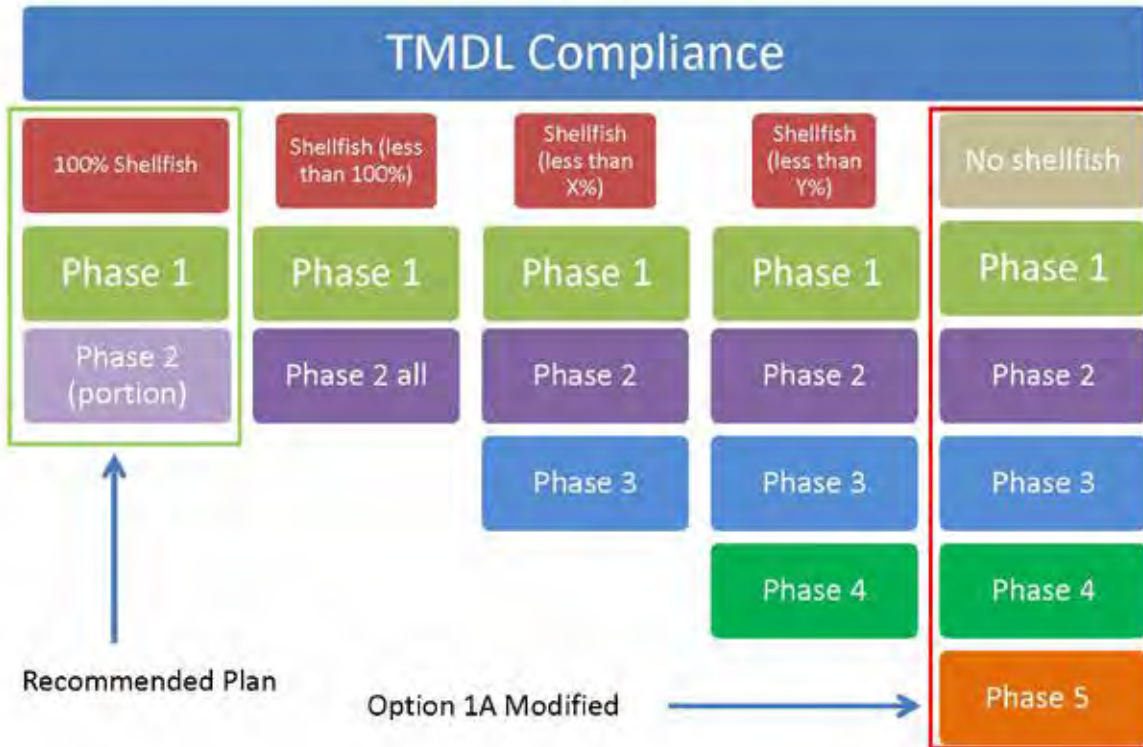 TMDL Compliance
100% Shellfish
Shellfish (less
than 100%)
Shellfish
(less than
X%)
Shellfish
(less than
Y%)
No shellfish
Phase 1
Phase 1
Phase 1
Phase 1
Phase 1
Phase 2
(portion)
Phase 2 all
Phase 2
Phase 2
Phase 2
Phase 3
Phase 3
Phase 3
Phase 4
Phase 4
Recommended Plan
Option 1A Modified
Phase 5